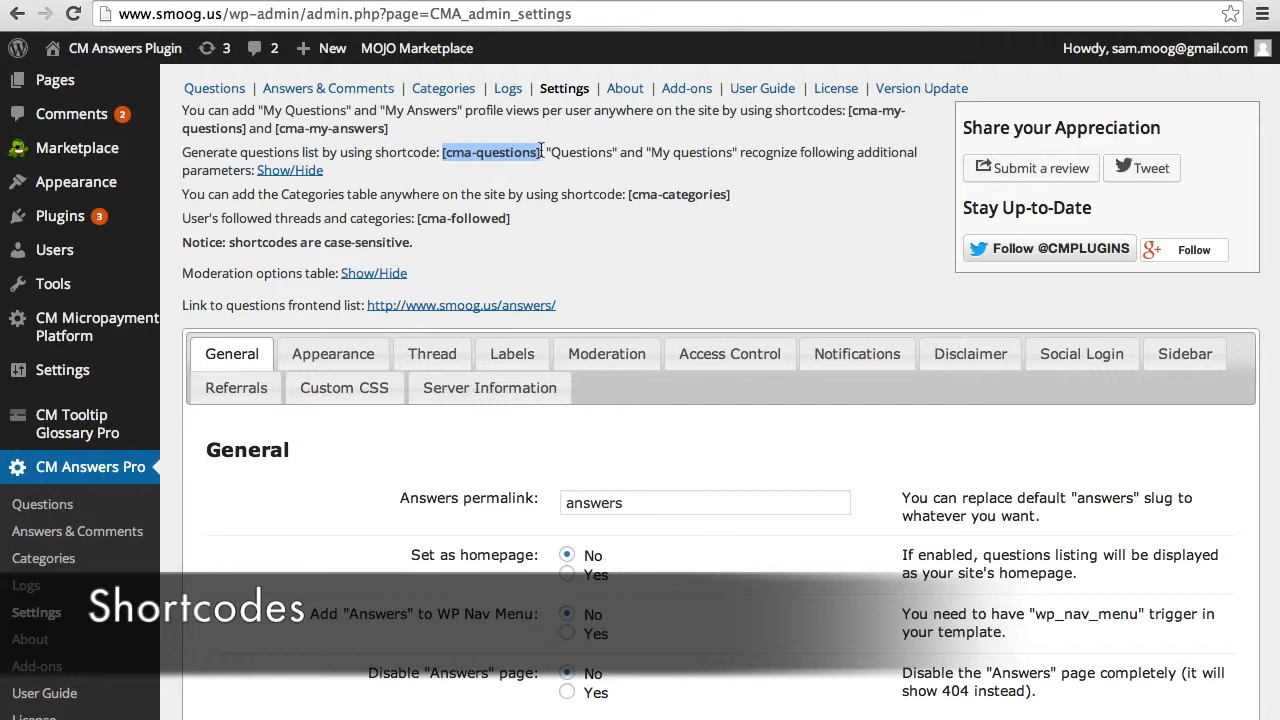 www.smoog.us/wp-admin/admin.php?page=CMA_admin_settings
CM Answers Plugin 3 2 New MOJO Marketplace Howdy, sam.moog@gmail.com
Pages
Comments 2
Marketplace
Appearance
Plugins 3
Users
Tools
CM Micropayment
Platform
Settings
CM Tooltip
Glossary Pro
CM Answers Pro
Questions
Answers & Comments
Categories
Logs
Settings
About
Add-ons
User Guide
License
Questions | Answers & Comments | Categories | Logs | Settings | About | Add-ons | User Guide | License | Version Update
You can add "My Questions" and "My Answers" profile views per user anywhere on the site by using shortcodes: [cma-my-
questions] and [cma-my-answers]
Generate questions list by using shortcode: [cma-questions] "Questions" and "My questions" recognize following additional
parameters: Show/Hide
You can add the Categories table anywhere on the site by using shortcode: [cma-categories]
User's followed threads and categories: [cma-followed]
Notice: shortcodes are case-sensitive.
Moderation options table: Show/Hide
Link to questions frontend list: http://www.smoog.us/answers/
Share your Appreciation
Submit a review Tweet
Stay Up-to-Date
Follow @CMPLUGINS g+ Follow
General Appearance Thread Labels Moderation Access Control Notifications Disclaimer Social Login Sidebar
Referrals Custom CSS Server Information
General
Answers permalink: answers You can replace default "answers" slug to
whatever you want.
Set as homepage: No If enabled, questions listing will be displayed
Yes as your site's homepage.
Add "Answers" to WP Nav Menu: No You need to have "wp_nav_menu" trigger in
Yes your template.
Disable "Answers" page: No Disable the "Answers" page completely (it will
Yes show 404 instead).
Shortcodes